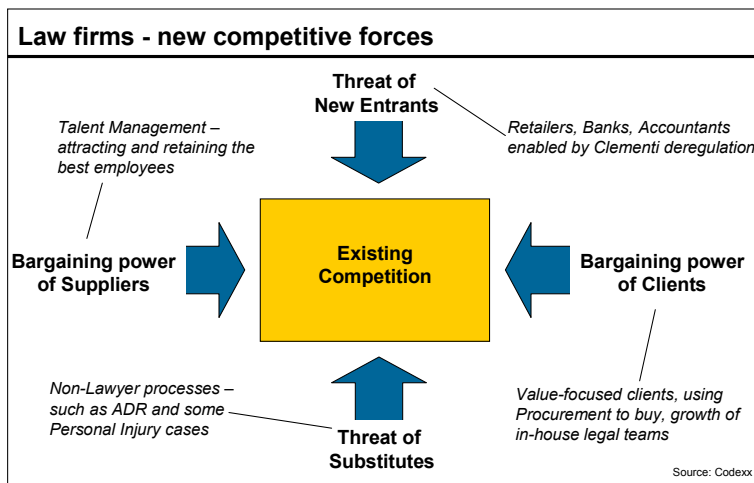 Law firms - new competitive forces
Threat of
New Entrants
Talent Management –
attracting and retaining the
best employees
Retailers, Banks, Accountants
enabled by Clementi deregulation
Bargaining power
of Suppliers
Existing
Competition
Bargaining power
of Clients
Non-Lawyer processes –
such as ADR and some
Personal Injury cases
Threat of
Substitutes
Value-focused clients, using
Procurement to buy, growth of
in-house legal teams
Source: Codexx